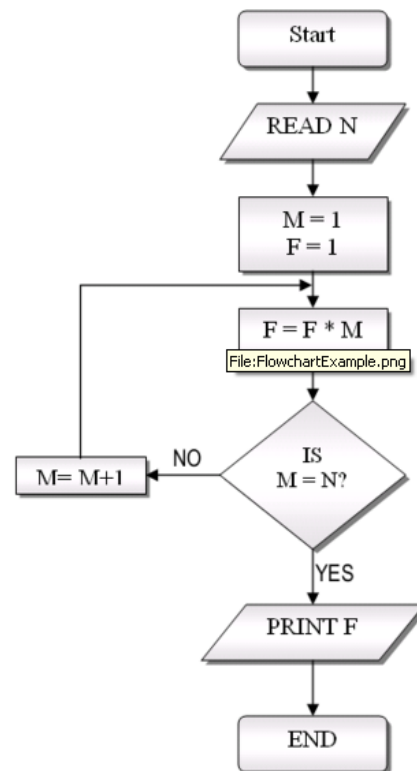 Start
READ N
M = 1
F = 1
F = F * M
File:FlowchartExample.png
IS
M = N?
NO
M= M+1
YES
PRINT F
END